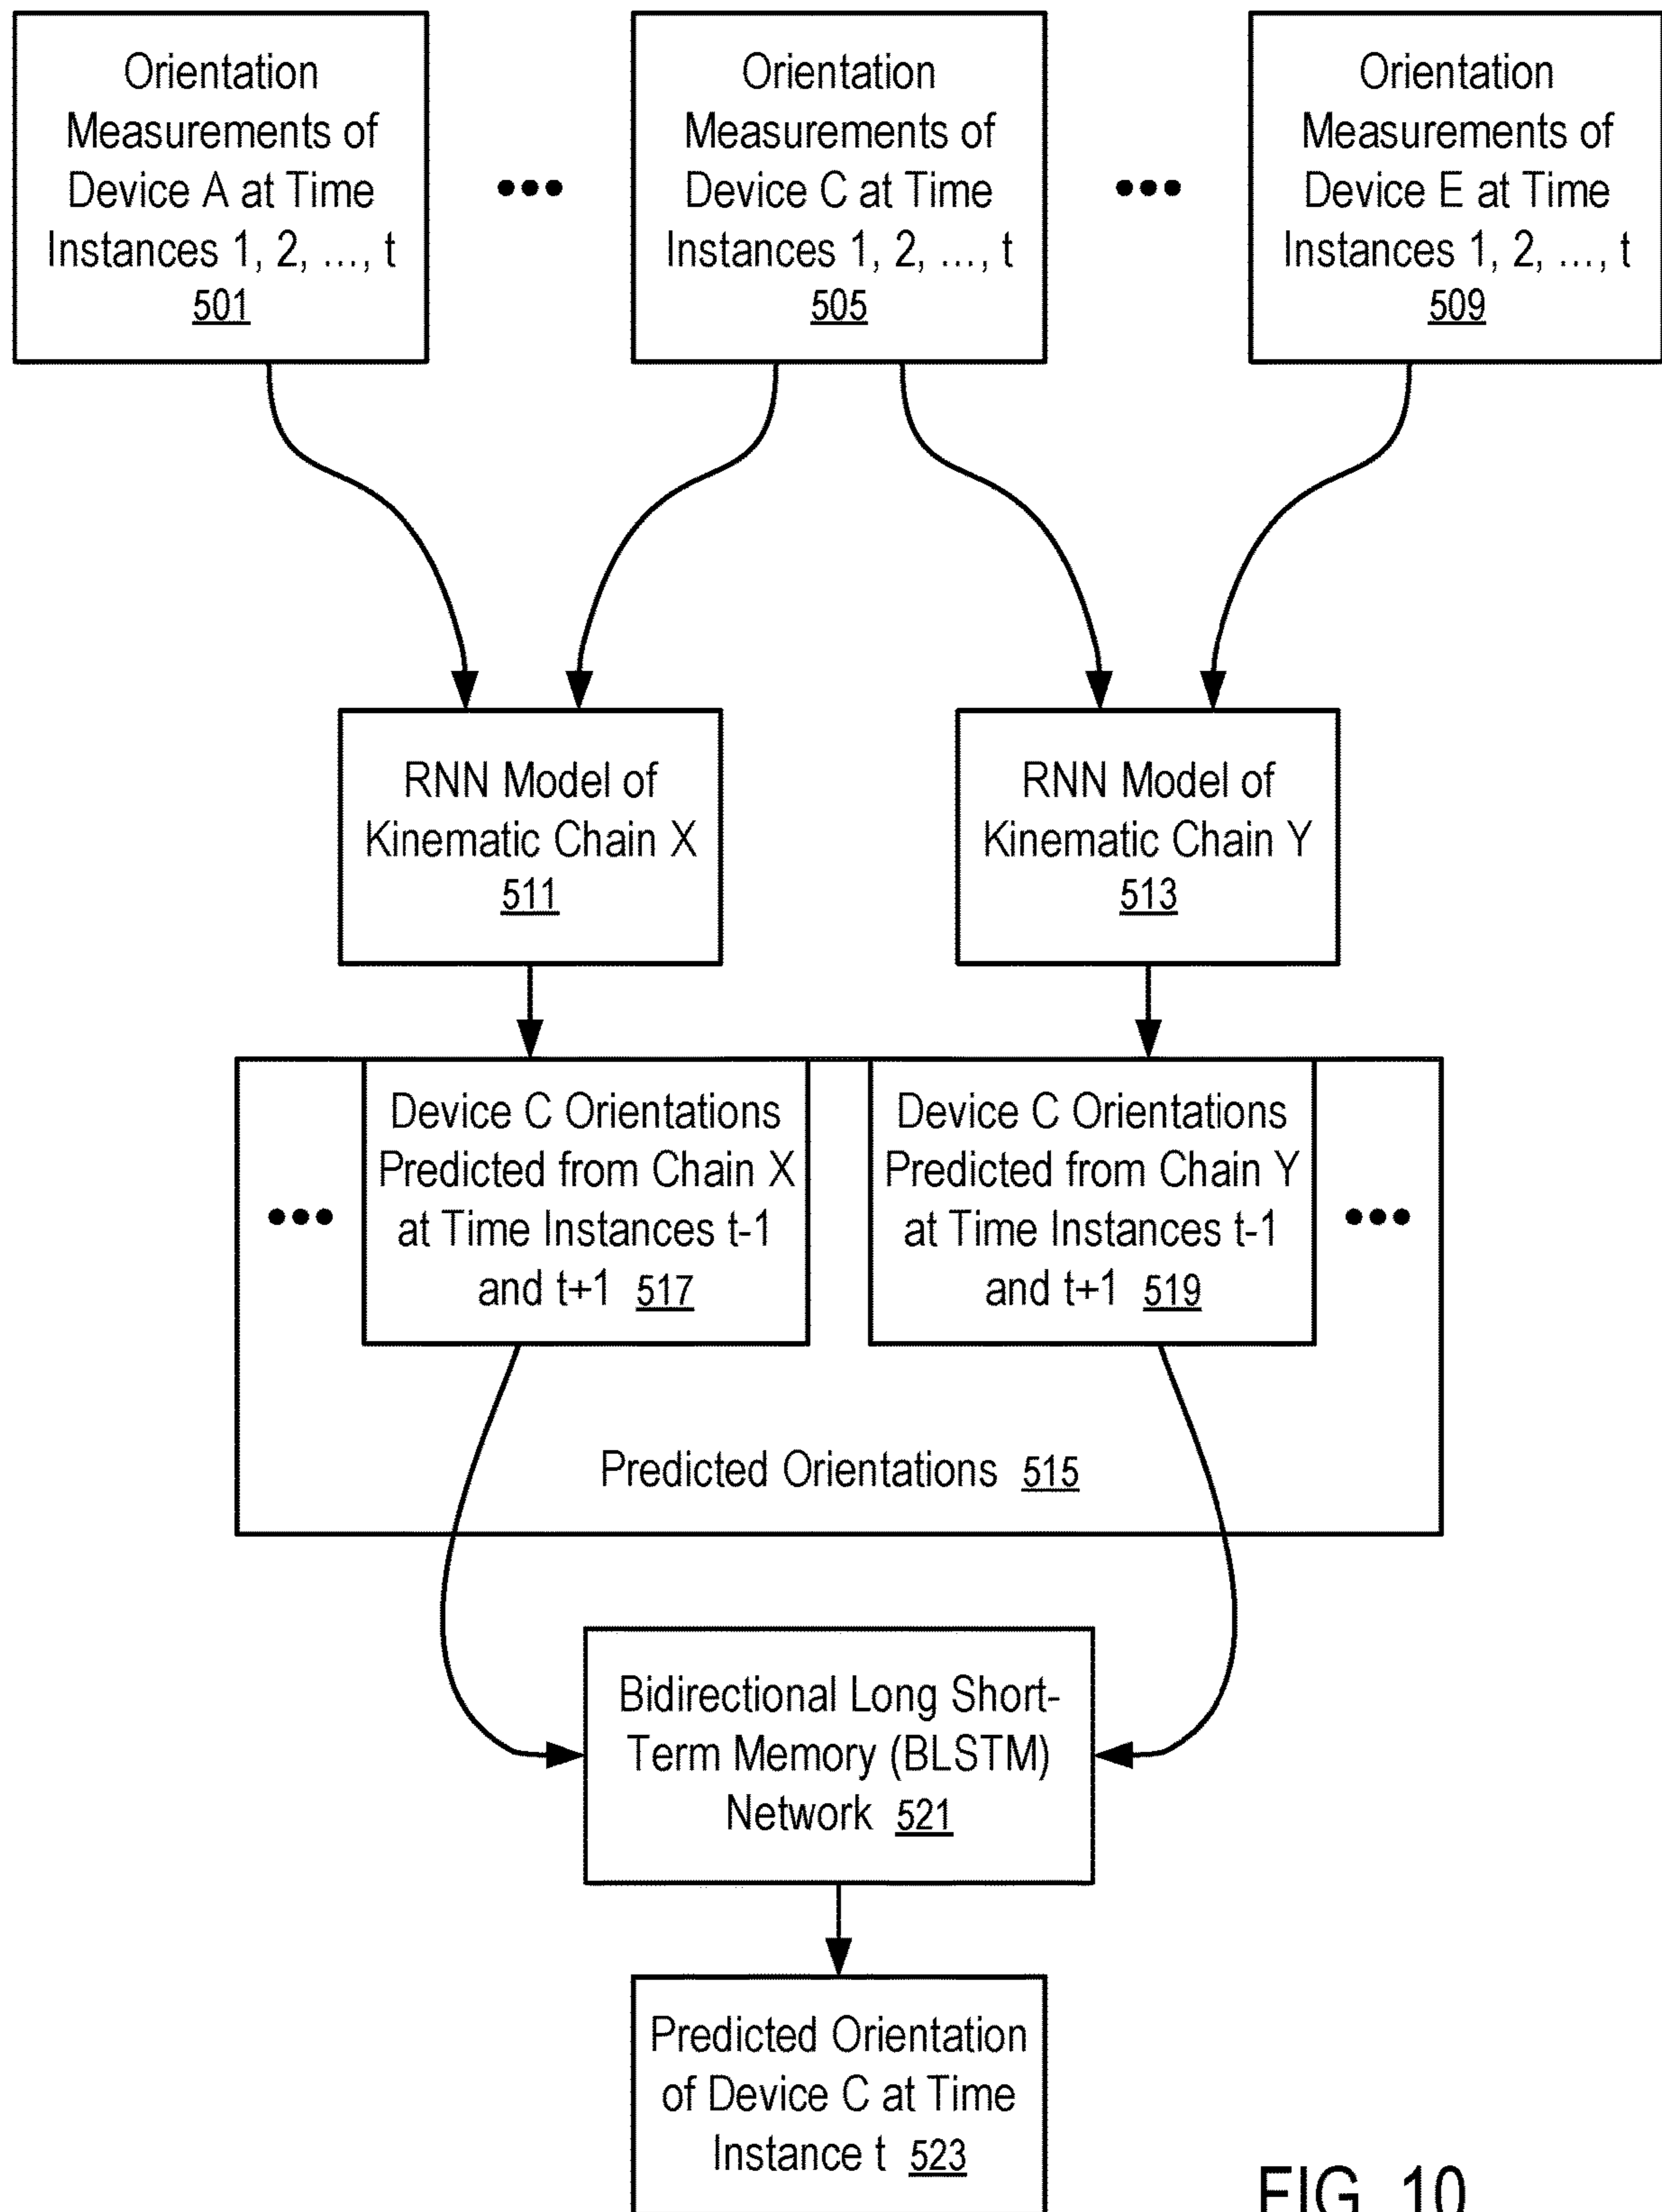 Orientation
Measurements of
Device A at Time
Instances 1, 2, ..., t
501
•••
Orientation
Measurements of
Device C at Time
Instances 1, 2, ..., t
505
•••
Orientation
Measurements of
Device E at Time
Instances 1, 2, ..., t
509
RNN Model of
Kinematic Chain X
511
RNN Model of
Kinematic Chain Y
513
•••
Device C Orientations
Predicted from Chain X
at Time Instances t-1
and t+1 517
Device C Orientations
Predicted from Chain Y
at Time Instances t-1
and t+1 519
•••
Predicted Orientations 515
Bidirectional Long Short-
Term Memory (BLSTM)
Network 521
Predicted Orientation
of Device C at Time
Instance t 523
FIG. 10